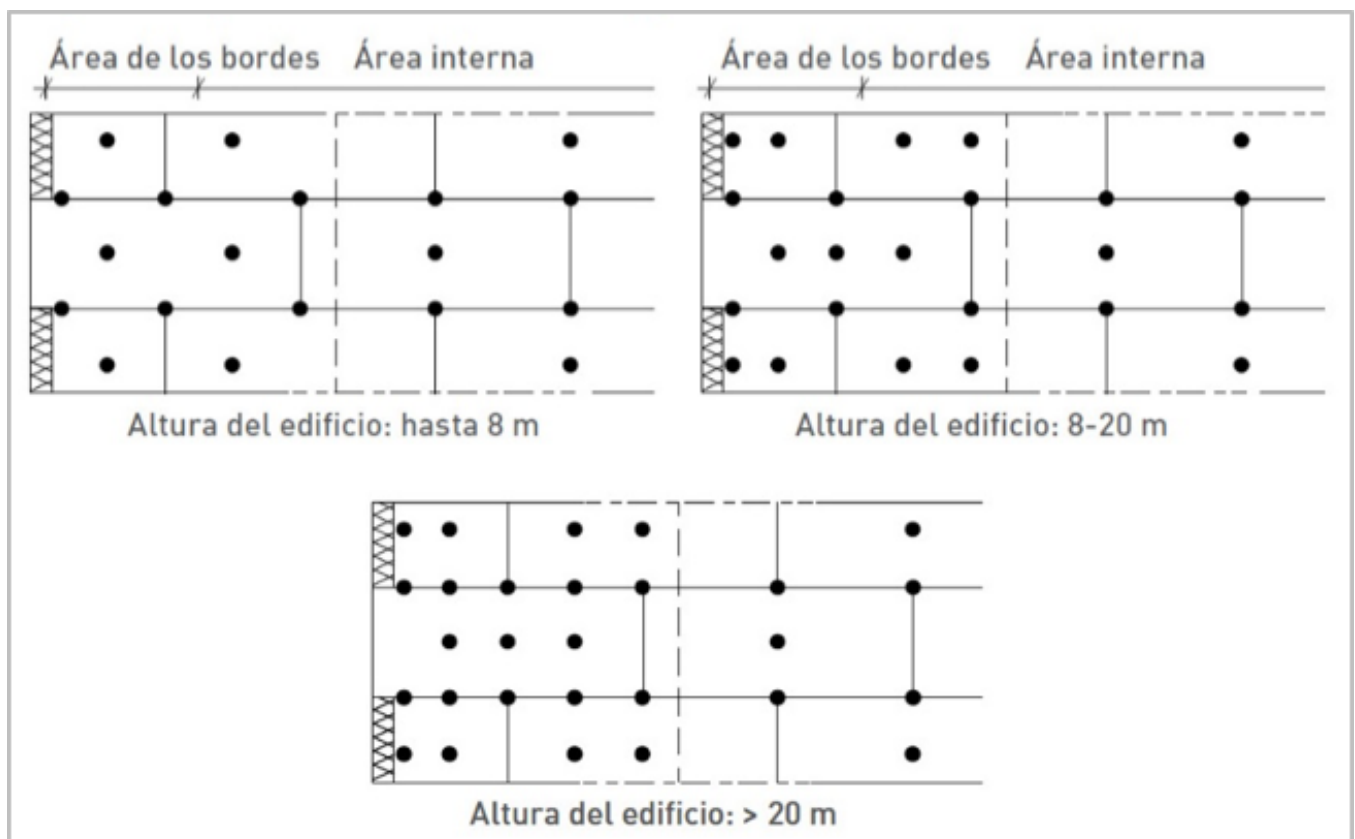 Área de los bordes Área interna
Área de los bordes Área interna
Altura del edificio: hasta 8 m
Altura del edificio: 8-20 m
Altura del edificio: > 20 m